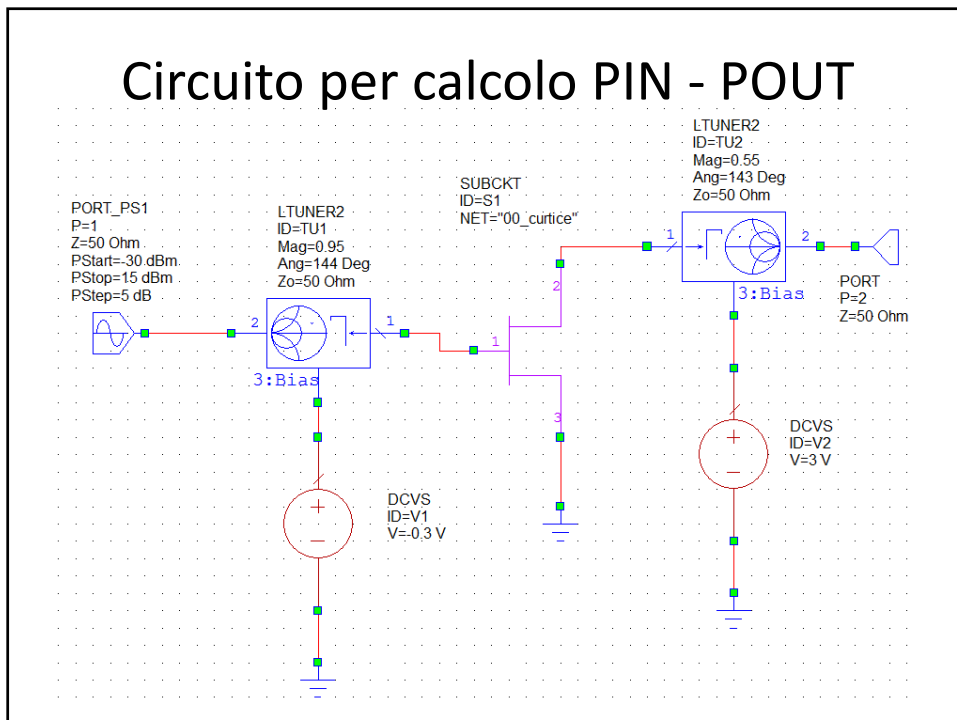 Circuito per calcolo PIN - POUT
LTUNER2
ID=TU2
Mag=0.55
Ang=143 Deg
Zo=50 Ohm
SUBCKT
ID=S1
NET="00_curtice"
PORT_PS1
P=1
Z=50 Ohm
PStart=-30 dBm
PStop=15 dBm
PStep=5 dB
LTUNER2
ID=TU1
Mag=0.95
Ang=144 Deg
Zo=50 Ohm
1
2
3:Bias
PORT
P=2
Z=50 Ohm
2
1
3:Bias
1
2
3
DCVS
ID=V2
V=3 V
DCVS
ID=V1
V=-0.3 V